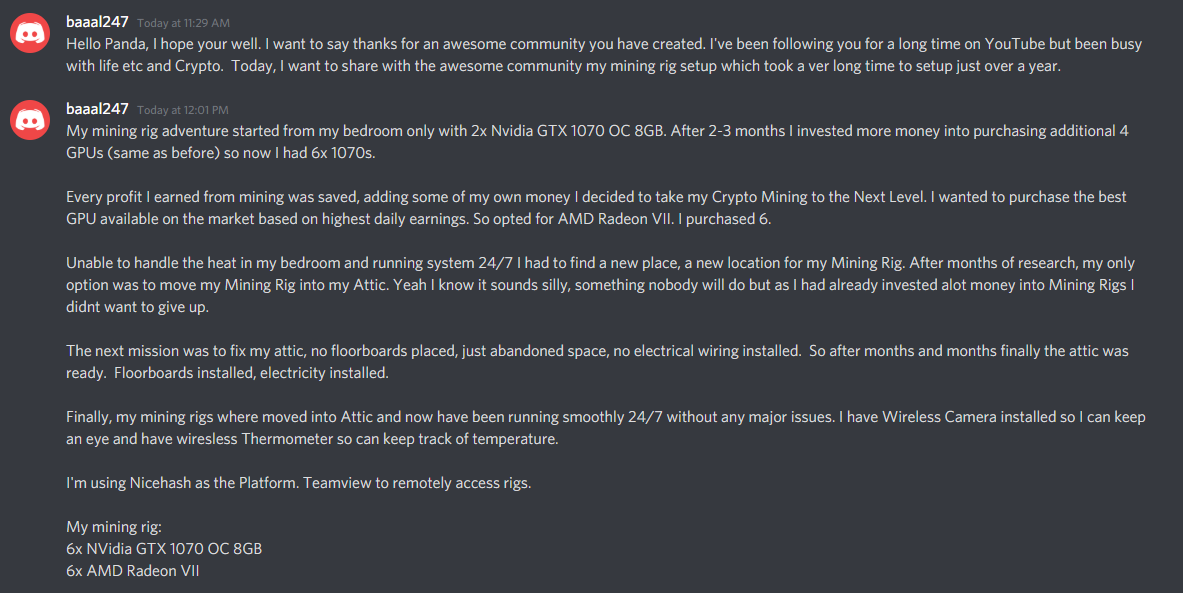 baaal247 Today at 11:29 AM
Hello Panda, I hope your well. I want to say thanks for an awesome community you have created. I've been following you for a long time on YouTube but been busy
with life etc and Crypto. Today, I want to share with the awesome community my mining rig setup which took a ver long time to setup just over a year.
baaal247 Today at 12:01 PM
My mining rig adventure started from my bedroom only with 2x Nvidia GTX 1070 OC 8GB. After 2-3 months I invested more money into purchasing additional 4
GPUs (same as before) so now I had 6x 1070s.
Every profit I earned from mining was saved, adding some of my own money I decided to take my Crypto Mining to the Next Level. I wanted to purchase the best
GPU available on the market based on highest daily earnings. So opted for AMD Radeon VII. I purchased 6.
Unable to handle the heat in my bedroom and running system 24/7 I had to find a new place, a new location for my Mining Rig. After months of research, my only
option was to move my Mining Rig into my Attic. Yeah I know it sounds silly, something nobody will do but as I had already invested alot money into Mining Rigs I
didnt want to give up.
The next mission was to fix my attic, no floorboards placed, just abandoned space, no electrical wiring installed. So after months and months finally the attic was
ready. Floorboards installed, electricity installed.
Finally, my mining rigs where moved into Attic and now have been running smoothly 24/7 without any major issues. I have Wireless Camera installed so I can keep
an eye and have wiresless Thermometer so can keep track of temperature.
I'm using Nicehash as the Platform. Teamview to remotely access rigs.
My mining rig:
6x NVidia GTX 1070 OC 8GB
6x AMD Radeon VII